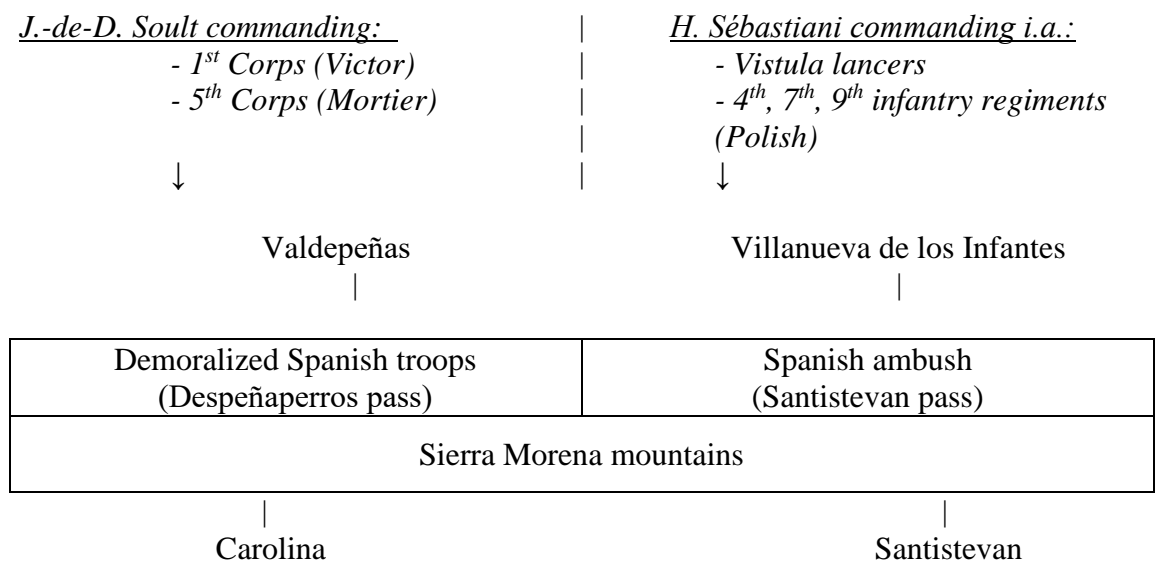 J.-de-D. Soult commanding:
- 1st Corps (Victor)
- 5th Corps (Mortier)
↓
H. Sébastiani commanding i.a.:
- Vistula lancers
- 4th, 7th, 9th infantry regiments
(Polish)
↓
Valdepeñas
Villanueva de los Infantes
Demoralized Spanish troops
(Despeñaperros pass)
Spanish ambush
(Santistevan pass)
Sierra Morena mountains
Carolina
Santistevan